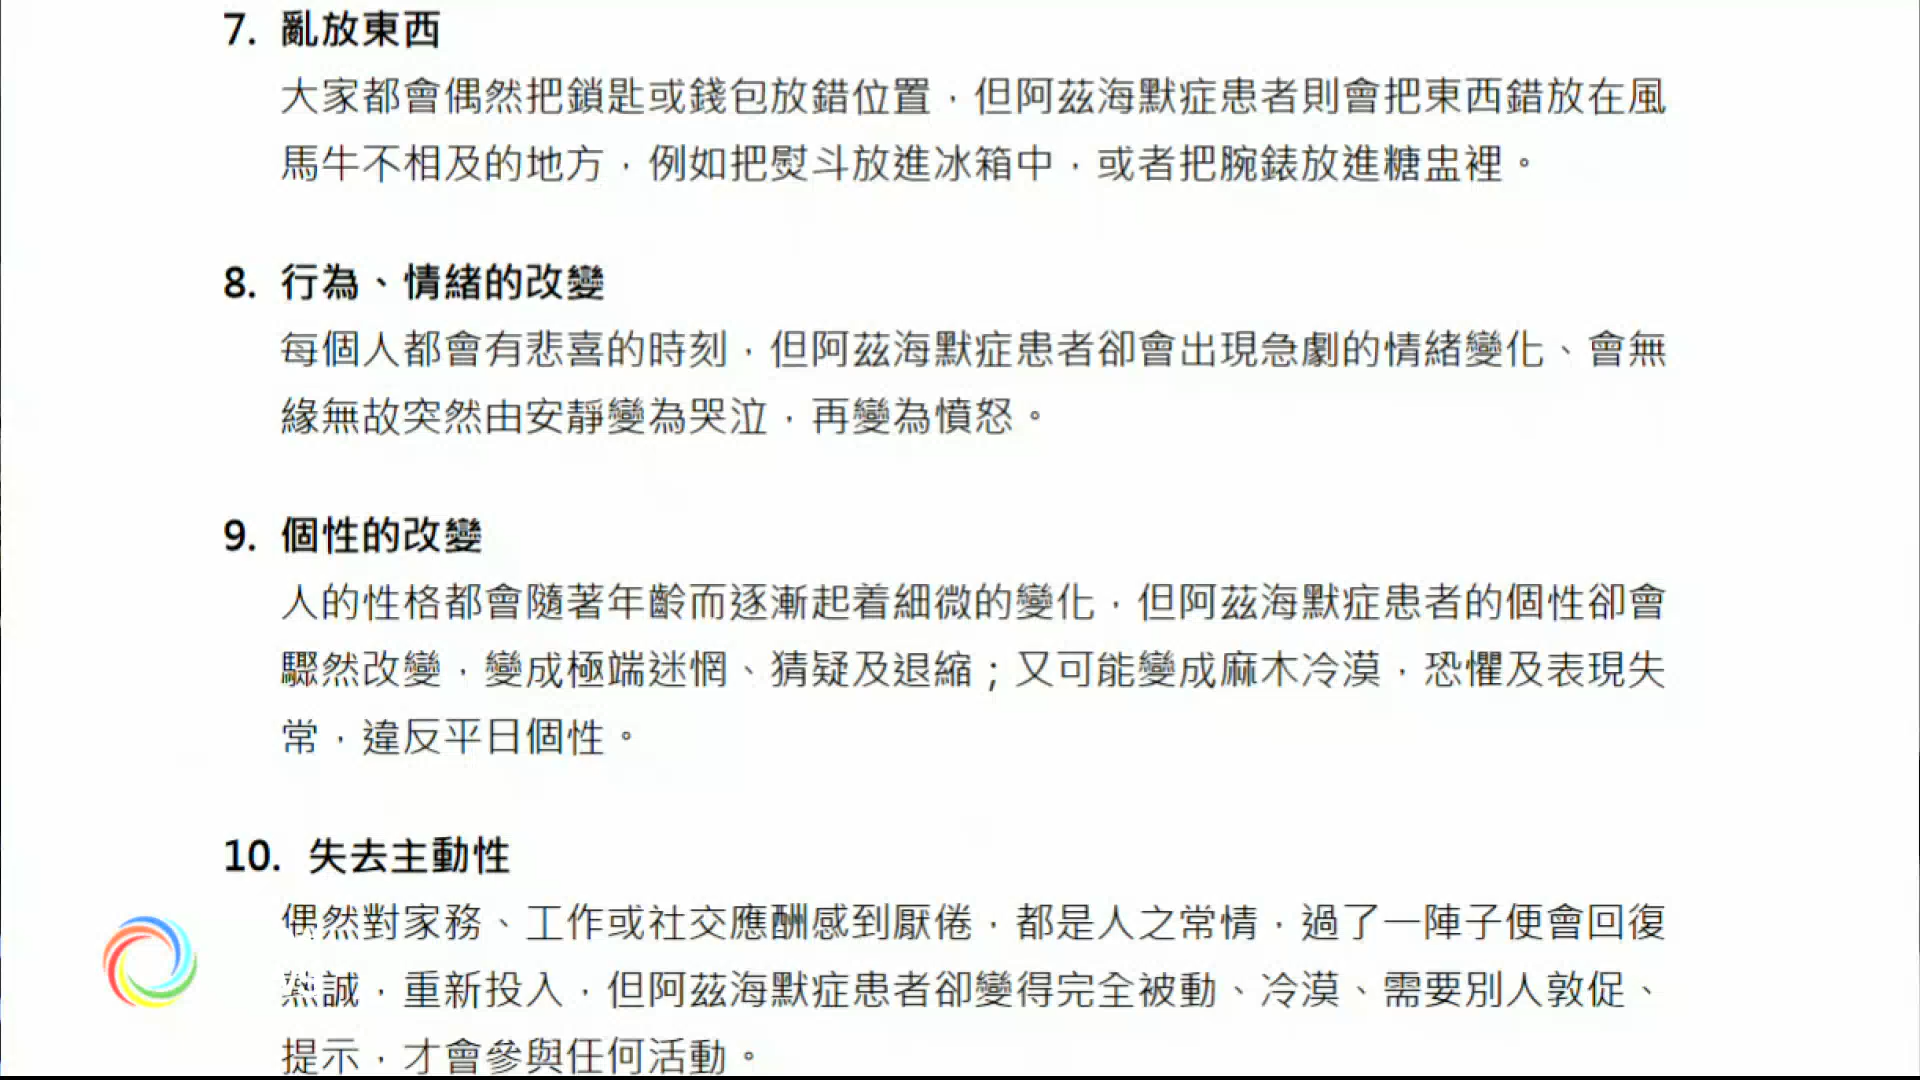 7. 亂放東西
大家都會偶然把鎖匙或錢包放錯位置，但阿茲海默症患者則會把東西錯放在風
馬牛不相及的地方，例如把熨斗放進冰箱中，或者把腕錶放進糖盅裡。
8. 行為、情緒的改變
每個人都會有悲喜的時刻，但阿茲海默症患者卻會出現急劇的情緒變化、會無
緣無故突然由安靜變為哭泣，再變為憤怒。
9. 個性的改變
人的性格都會隨著年齡而逐漸起着細微的變化，但阿茲海默症患者的個性卻會
驟然改變，變成極端迷惘、猜疑及退縮；又可能變成麻木冷漠，恐懼及表現失
常，違反平日個性。
10. 失去主動性
偶然對家務、工作或社交應酬感到厭倦，都是人之常情，過了一陣子便會回復
熱誠，重新投入，但阿茲海默症患者卻變得完全被動、冷漠、需要別人敦促、
提示，才會參與任何活動。